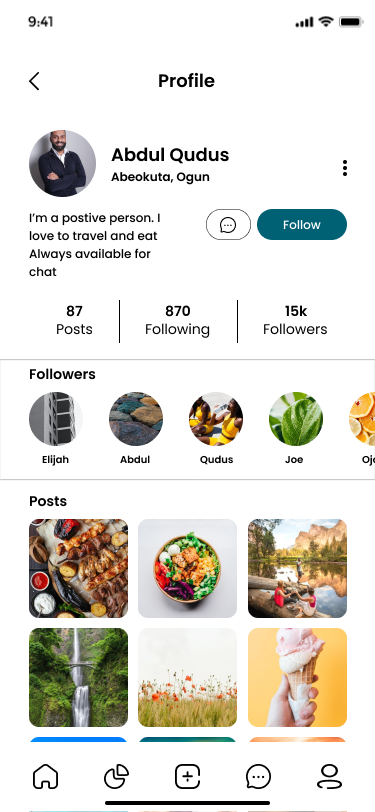 9:41
Profile
Abdul Qudus
Abeokuta, Ogun
I'm a postive person. I
love to travel and eat
Always available for
chat
Follow
87
Posts
870
Following
15k
Followers
Followers
Elijah
Abdul
Qudus
Joe
Posts